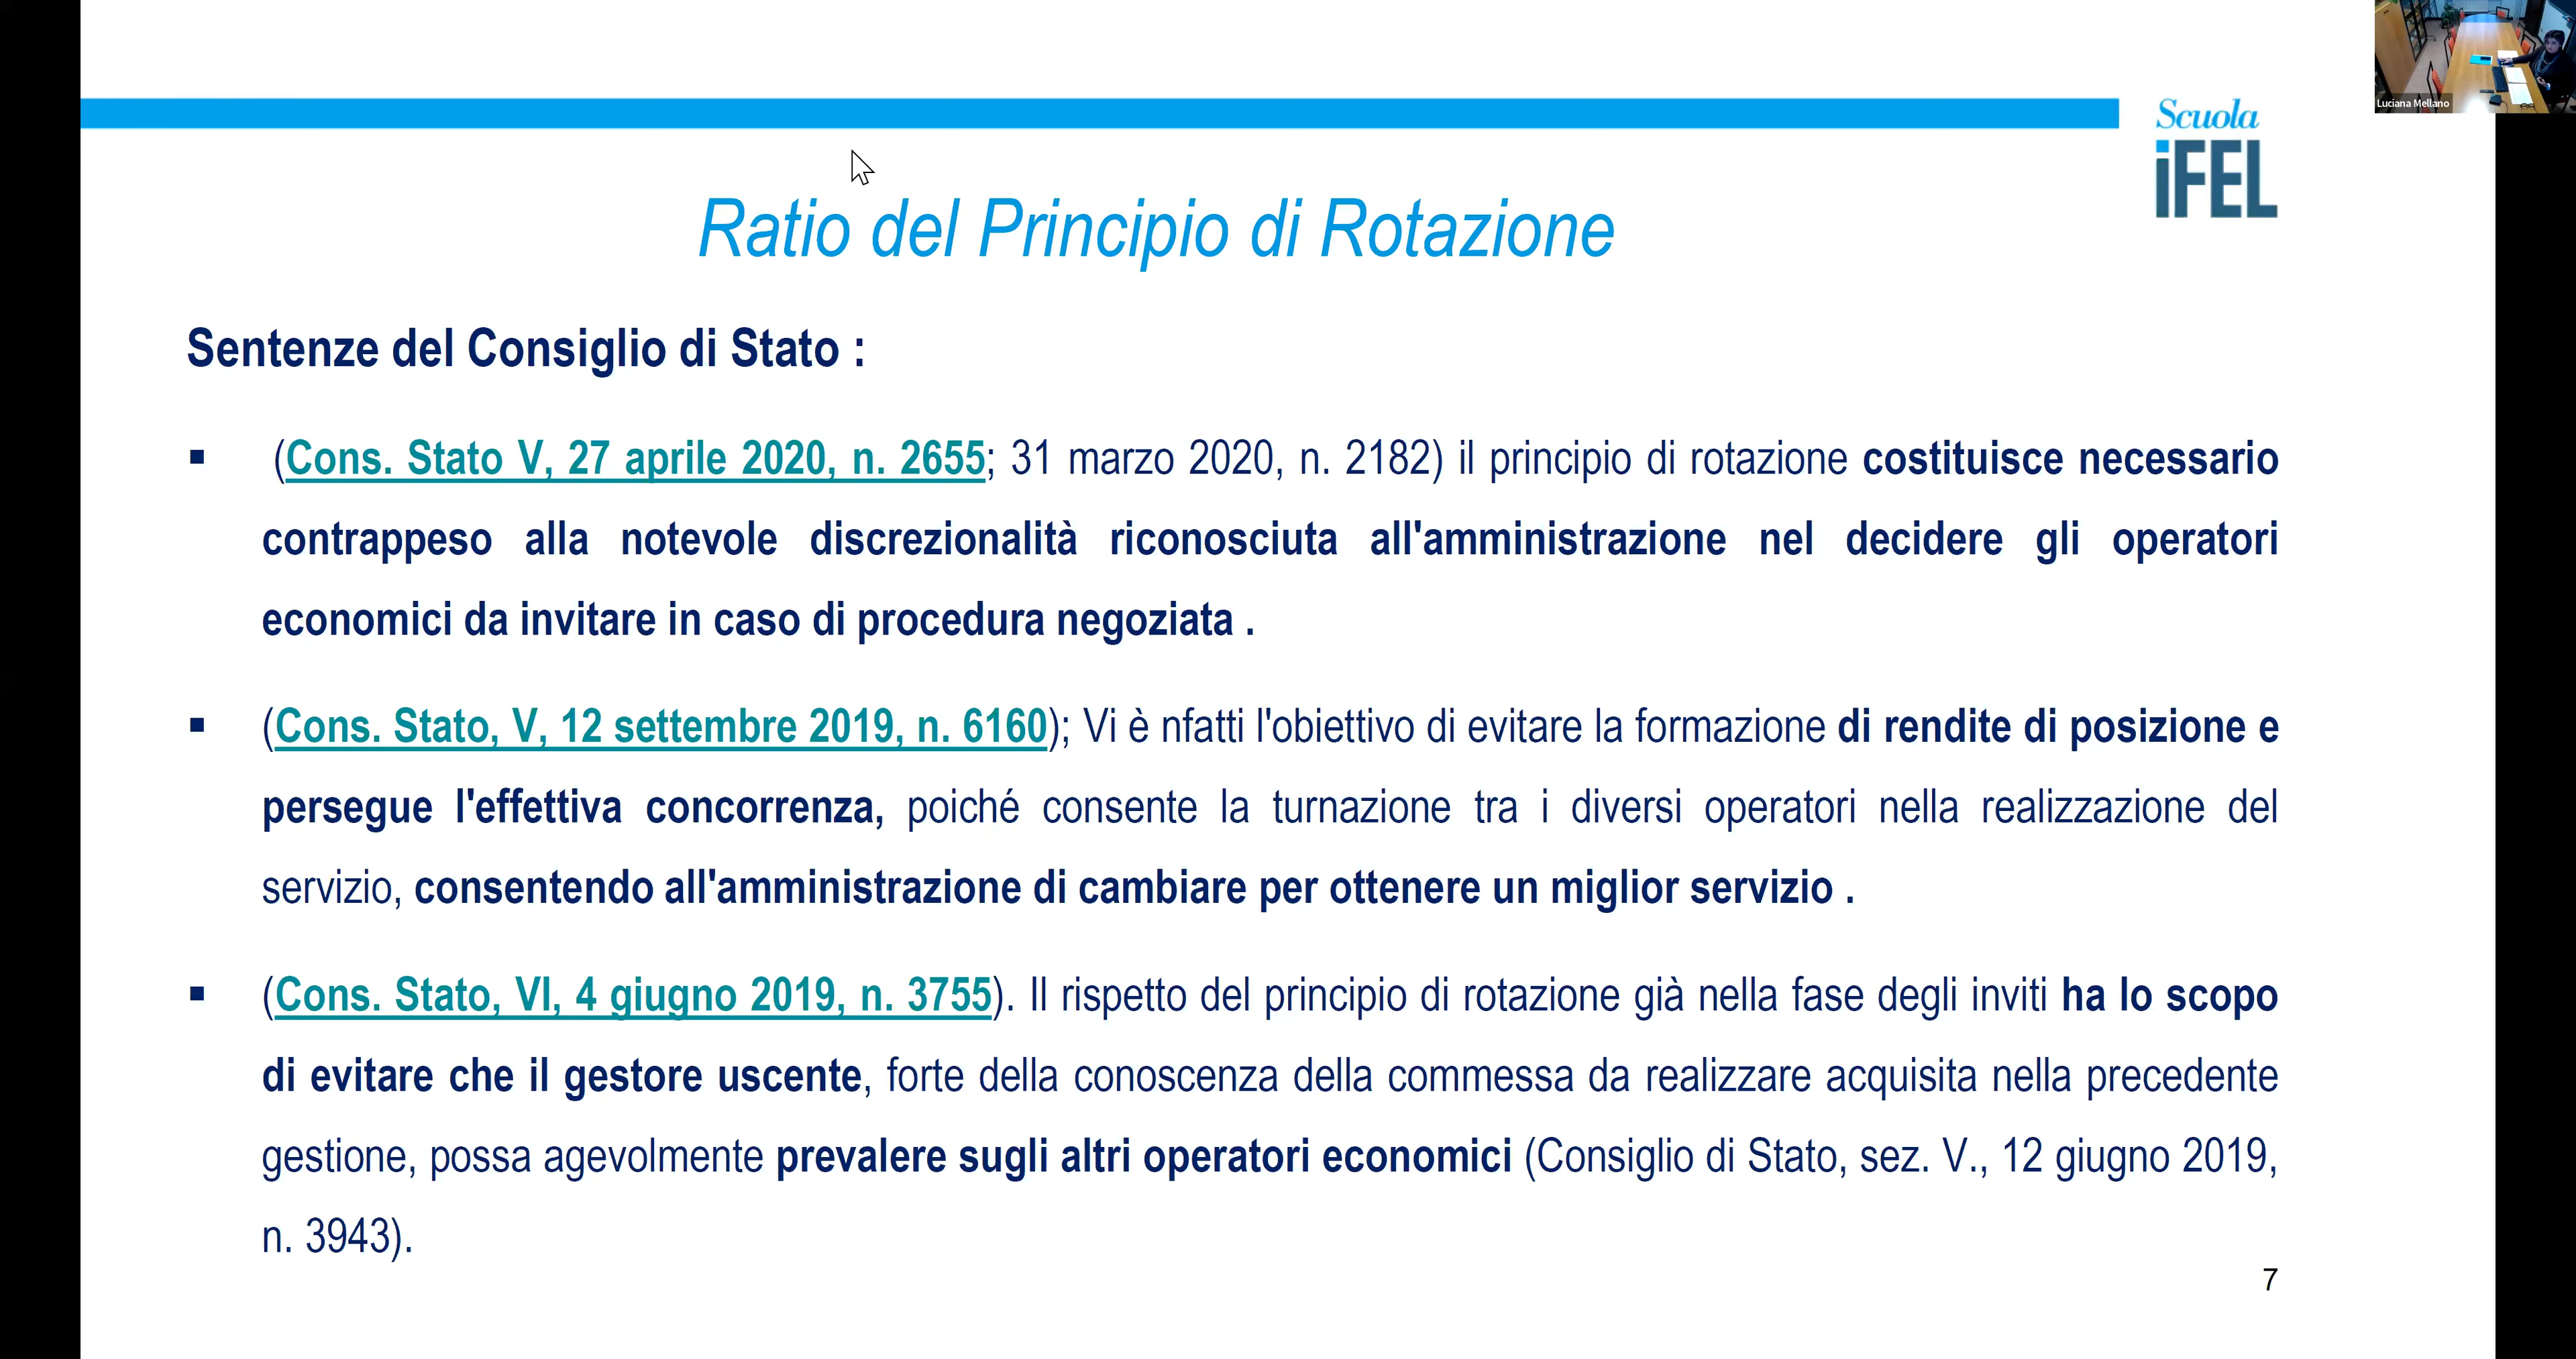 Luciana Mellano
Scuola
iFEL
Ratio del Principio di Rotazione
Sentenze del Consiglio di Stato :
▪ (Cons. Stato V, 27 aprile 2020, n. 2655; 31 marzo 2020, n. 2182) il principio di rotazione costituisce necessario
contrappeso alla notevole discrezionalità riconosciuta all'amministrazione nel decidere gli operatori
economici da invitare in caso di procedura negoziata .
▪ (Cons. Stato, V, 12 settembre 2019, n. 6160); Vi è nfatti l'obiettivo di evitare la formazione di rendite di posizione e
persegue l'effettiva concorrenza, poiché consente la turnazione tra i diversi operatori nella realizzazione del
servizio, consentendo all'amministrazione di cambiare per ottenere un miglior servizio .
▪ (Cons. Stato, VI, 4 giugno 2019, n. 3755). Il rispetto del principio di rotazione già nella fase degli inviti ha lo scopo
di evitare che il gestore uscente, forte della conoscenza della commessa da realizzare acquisita nella precedente
gestione, possa agevolmente prevalere sugli altri operatori economici (Consiglio di Stato, sez. V., 12 giugno 2019,
n. 3943).
7